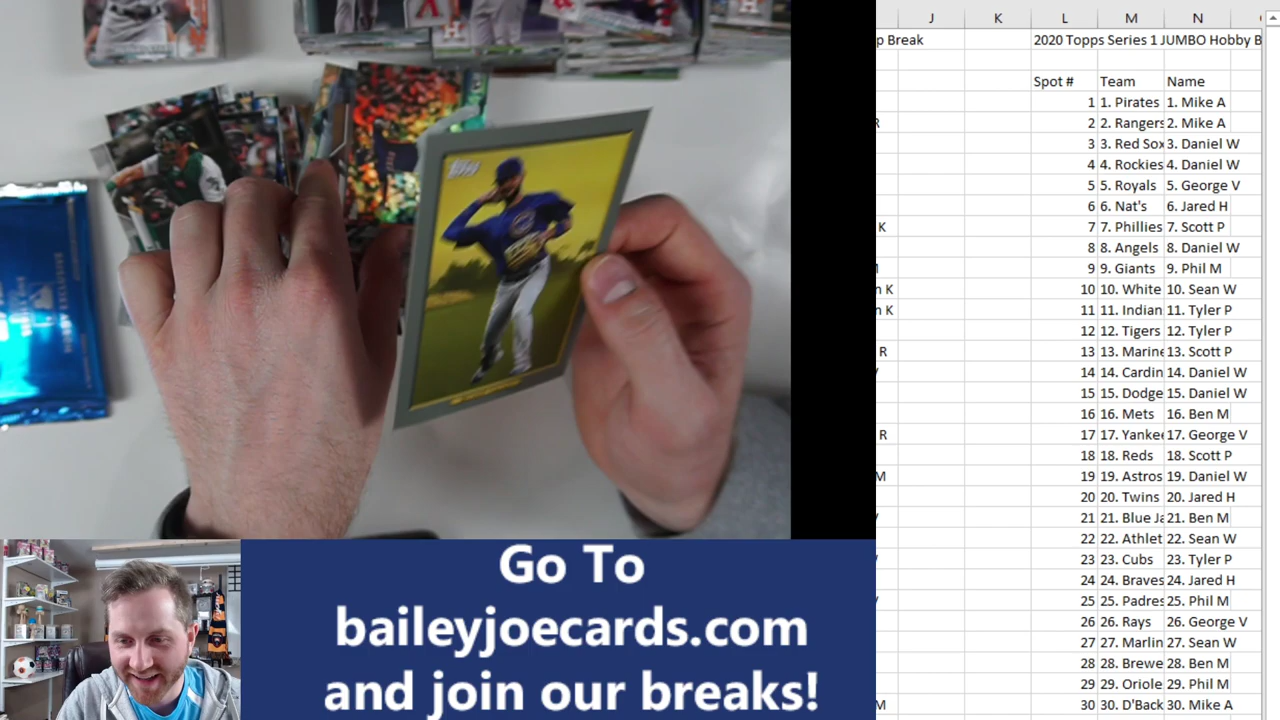 p Break
2020 Topps Series 1 JUMBO Hobby B
J K L M N
Spot # Team Name
1 1. Pirates 1. Mike A
2 2. Rangers 2. Mike A
3 3. Red Sox 3. Daniel W
4 4. Rockies 4. Daniel W
5 5. Royals 5. George V
6 6. Nat's 6. Jared H
7 7. Phillies 7. Scott P
8 8. Angels 8. Daniel W
9 9. Giants 9. Phil M
10 10. White 10. Sean W
11 11. Indian 11. Tyler P
12 12. Tigers 12. Tyler P
13 13. Marine 13. Scott P
14 14. Cardin 14. Daniel W
15 15. Dodge 15. Daniel W
16 16. Mets 16. Ben M
17 17. Yankee 17. George V
18 18. Reds 18. Scott P
19 19. Astros 19. Daniel W
20 20. Twins 20. Jared H
21 21. Blue Ja 21. Ben M
22 22. Athlet 22. Sean W
23 23. Cubs 23. Tyler P
24 24. Braves 24. Jared H
25 25. Padres 25. Phil M
26 26. Rays 26. George V
27 27. Marlin 27. Sean W
28 28. Brewe 28. Ben M
29 29. Oriole 29. Phil M
30 30. D'Back 30. Mike A
Topps
Go To
baileyjoecards.com
and join our breaks!